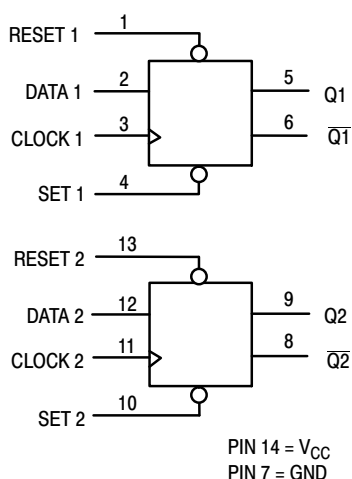 RESET 1 1
DATA 1 2 5 Q1
CLOCK 1 3 6 Q1
SET 1 4
RESET 2 13
DATA 2 12 9 Q2
CLOCK 2 11 8 Q2
SET 2 10
PIN 14 = VCC
PIN 7 = GND